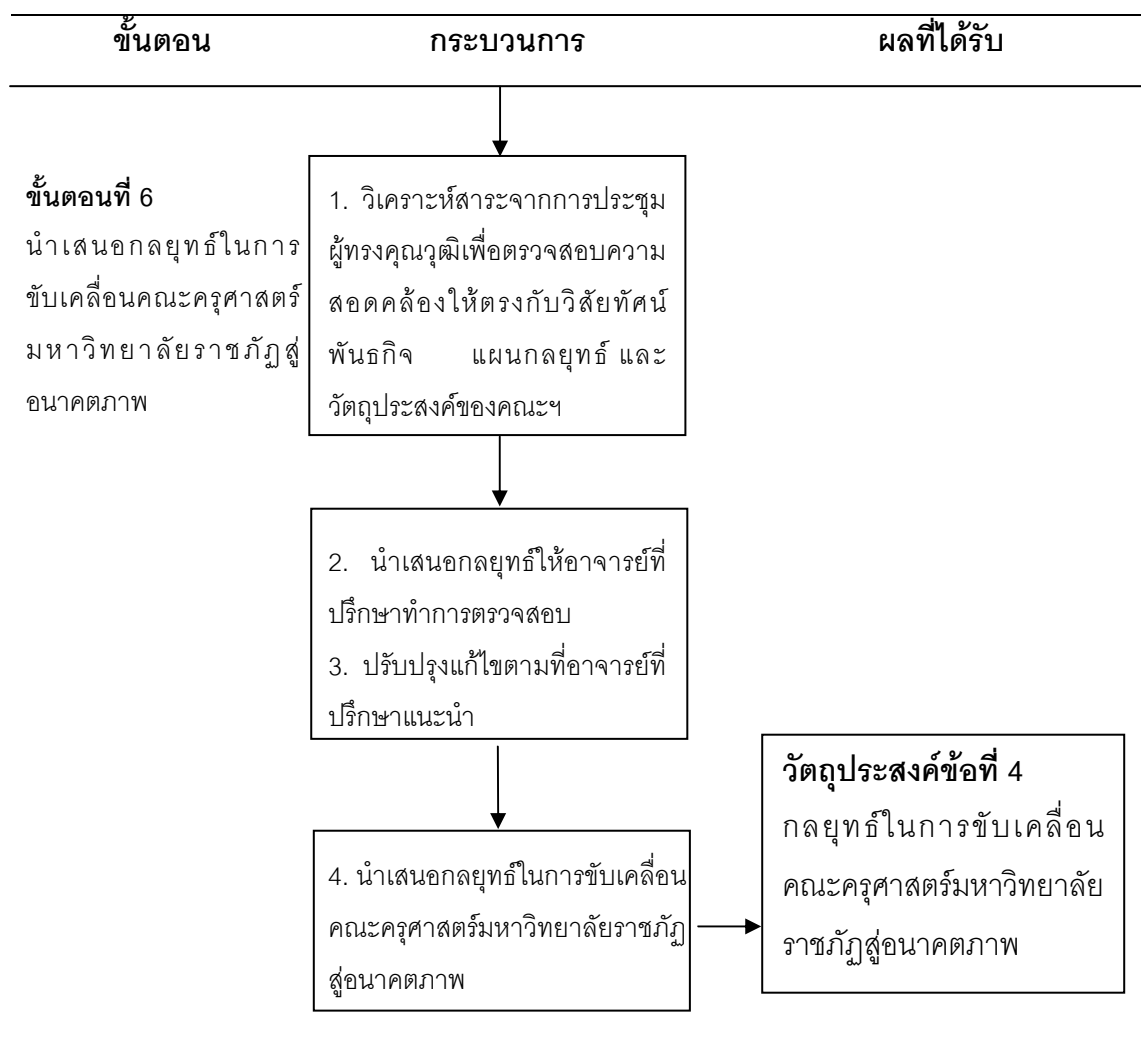 ขั้นตอน กระบวนการ ผลที่ได้รับ
ขั้นตอนที่ 6
นำเสนอกลยุทธ์ในการ
ขับเคลื่อนคณะครุศาสตร์
มหาวิทยาลัยราชภัฏสู่
อนาคตภาพ
1. วิเคราะห์สาระจากการประชุม
ผู้ทรงคุณวุฒิเพื่อตรวจสอบความ
สอดคล้องให้ตรงกับวิสัยทัศน์
พันธกิจ แผนกลยุทธ์ และ
วัตถุประสงค์ของคณะฯ
2. นำเสนอกลยุทธ์ให้อาจารย์ที่
ปรึกษาทำการตรวจสอบ
3. ปรับปรุงแก้ไขตามที่อาจารย์ที่
ปรึกษาแนะนำ
4. นำเสนอกลยุทธ์ในการขับเคลื่อน
คณะครุศาสตร์มหาวิทยาลัยราชภัฏ
สู่อนาคตภาพ
วัตถุประสงค์ข้อที่ 4
กลยุทธ์ในการขับเคลื่อน
คณะครุศาสตร์มหาวิทยาลัย
ราชภัฏสู่อนาคตภาพ